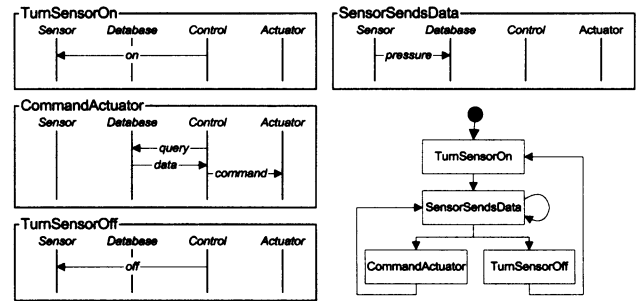 TurnSensorOn
Sensor Database Control Actuator
on
SensorSendsData
Sensor Database Control Actuator
pressure
CommandActuator
Sensor Database Control Actuator
query
data
command
TurnSensorOff
Sensor Database Control Actuator
off
TurnSensorOn
SensorSendsData
CommandActuator TurnSensorOff